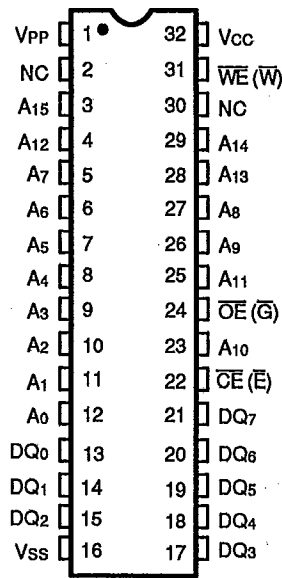 VPP 1 32 VCC
NC 2 31 W̅E̅ (W̅)
A15 3 30 NC
A12 4 29 A14
A7 5 28 A13
A6 6 27 A8
A5 7 26 A9
A4 8 25 A11
A3 9 24 O̅E̅ (G̅)
A2 10 23 A10
A1 11 22 C̅E̅ (E̅)
A0 12 21 DQ7
DQ0 13 20 DQ6
DQ1 14 19 DQ5
DQ2 15 18 DQ4
VSS 16 17 DQ3